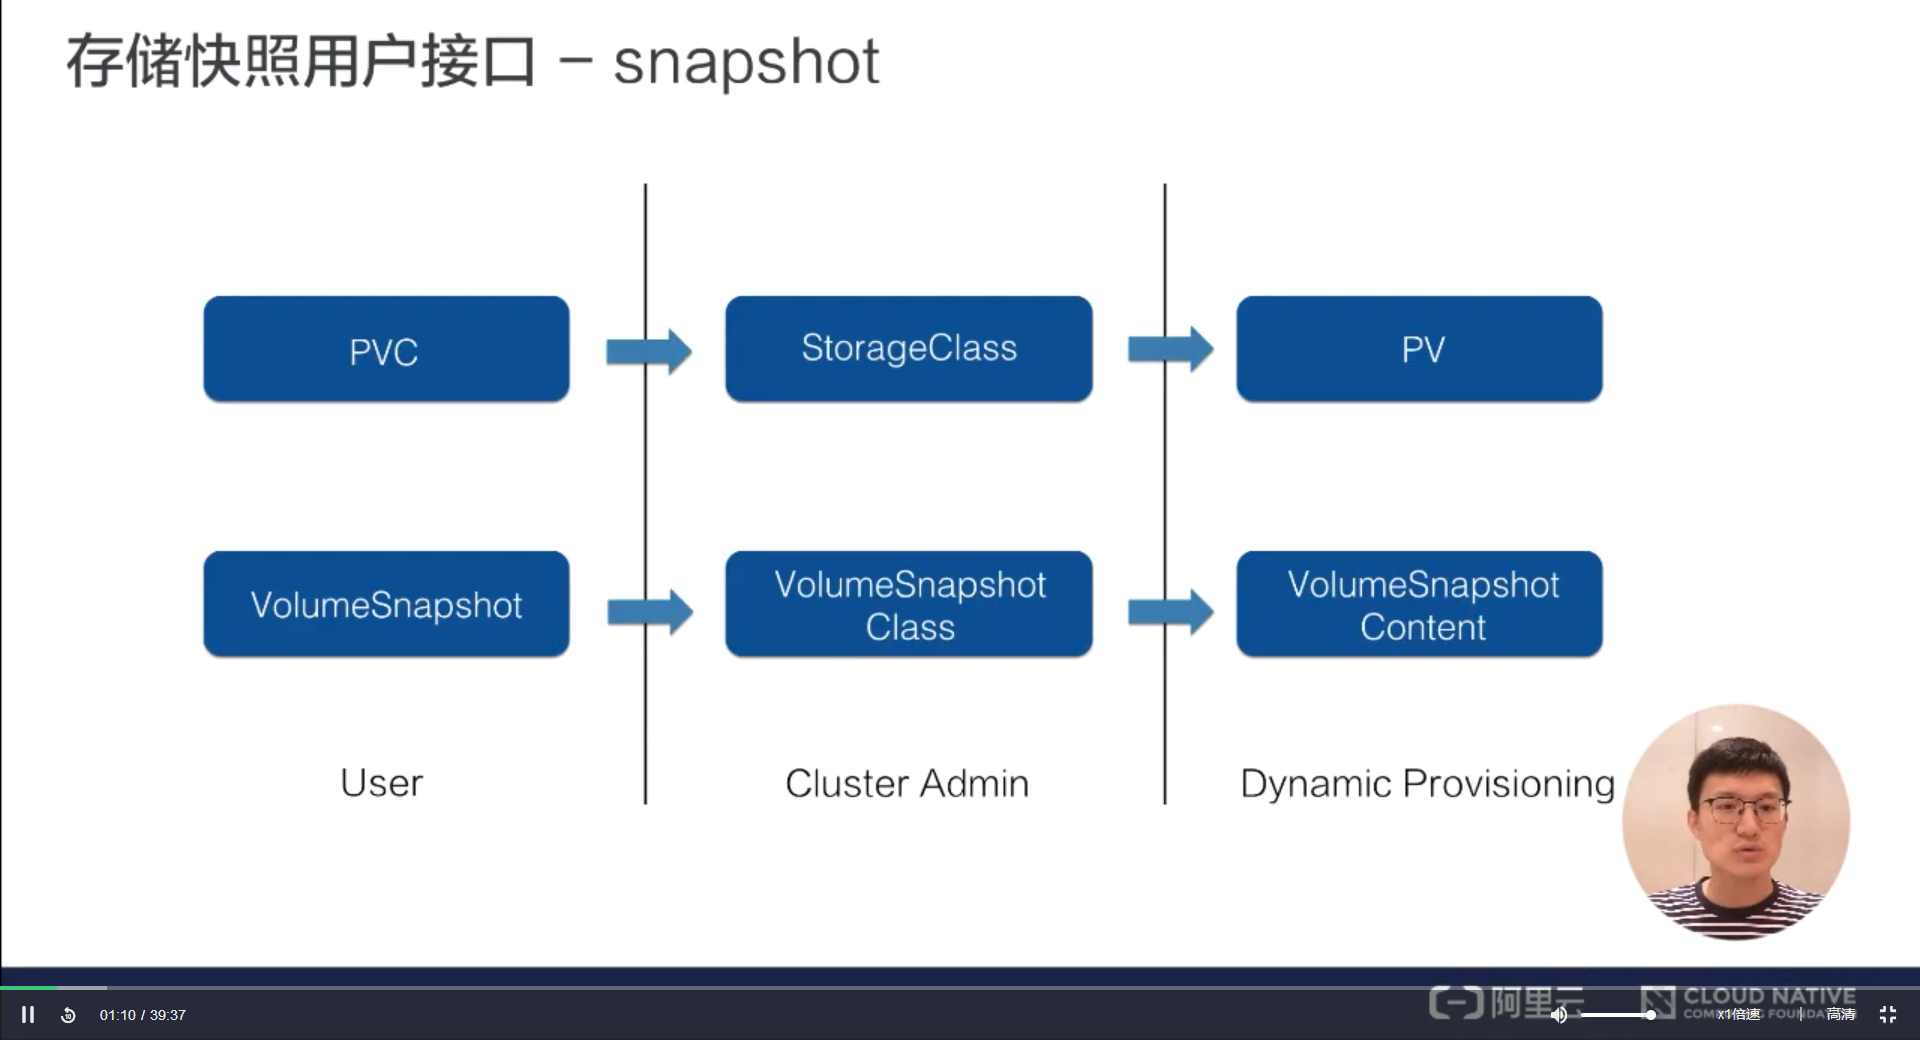 存储快照用户接口 – snapshot
PVC
StorageClass
PV
VolumeSnapshot
VolumeSnapshot
Class
VolumeSnapshot
Content
User
Cluster Admin
Dynamic Provisioning
10
01:10 / 39:37
阿里云
CLOUD NATIVE
x1倍速
高清